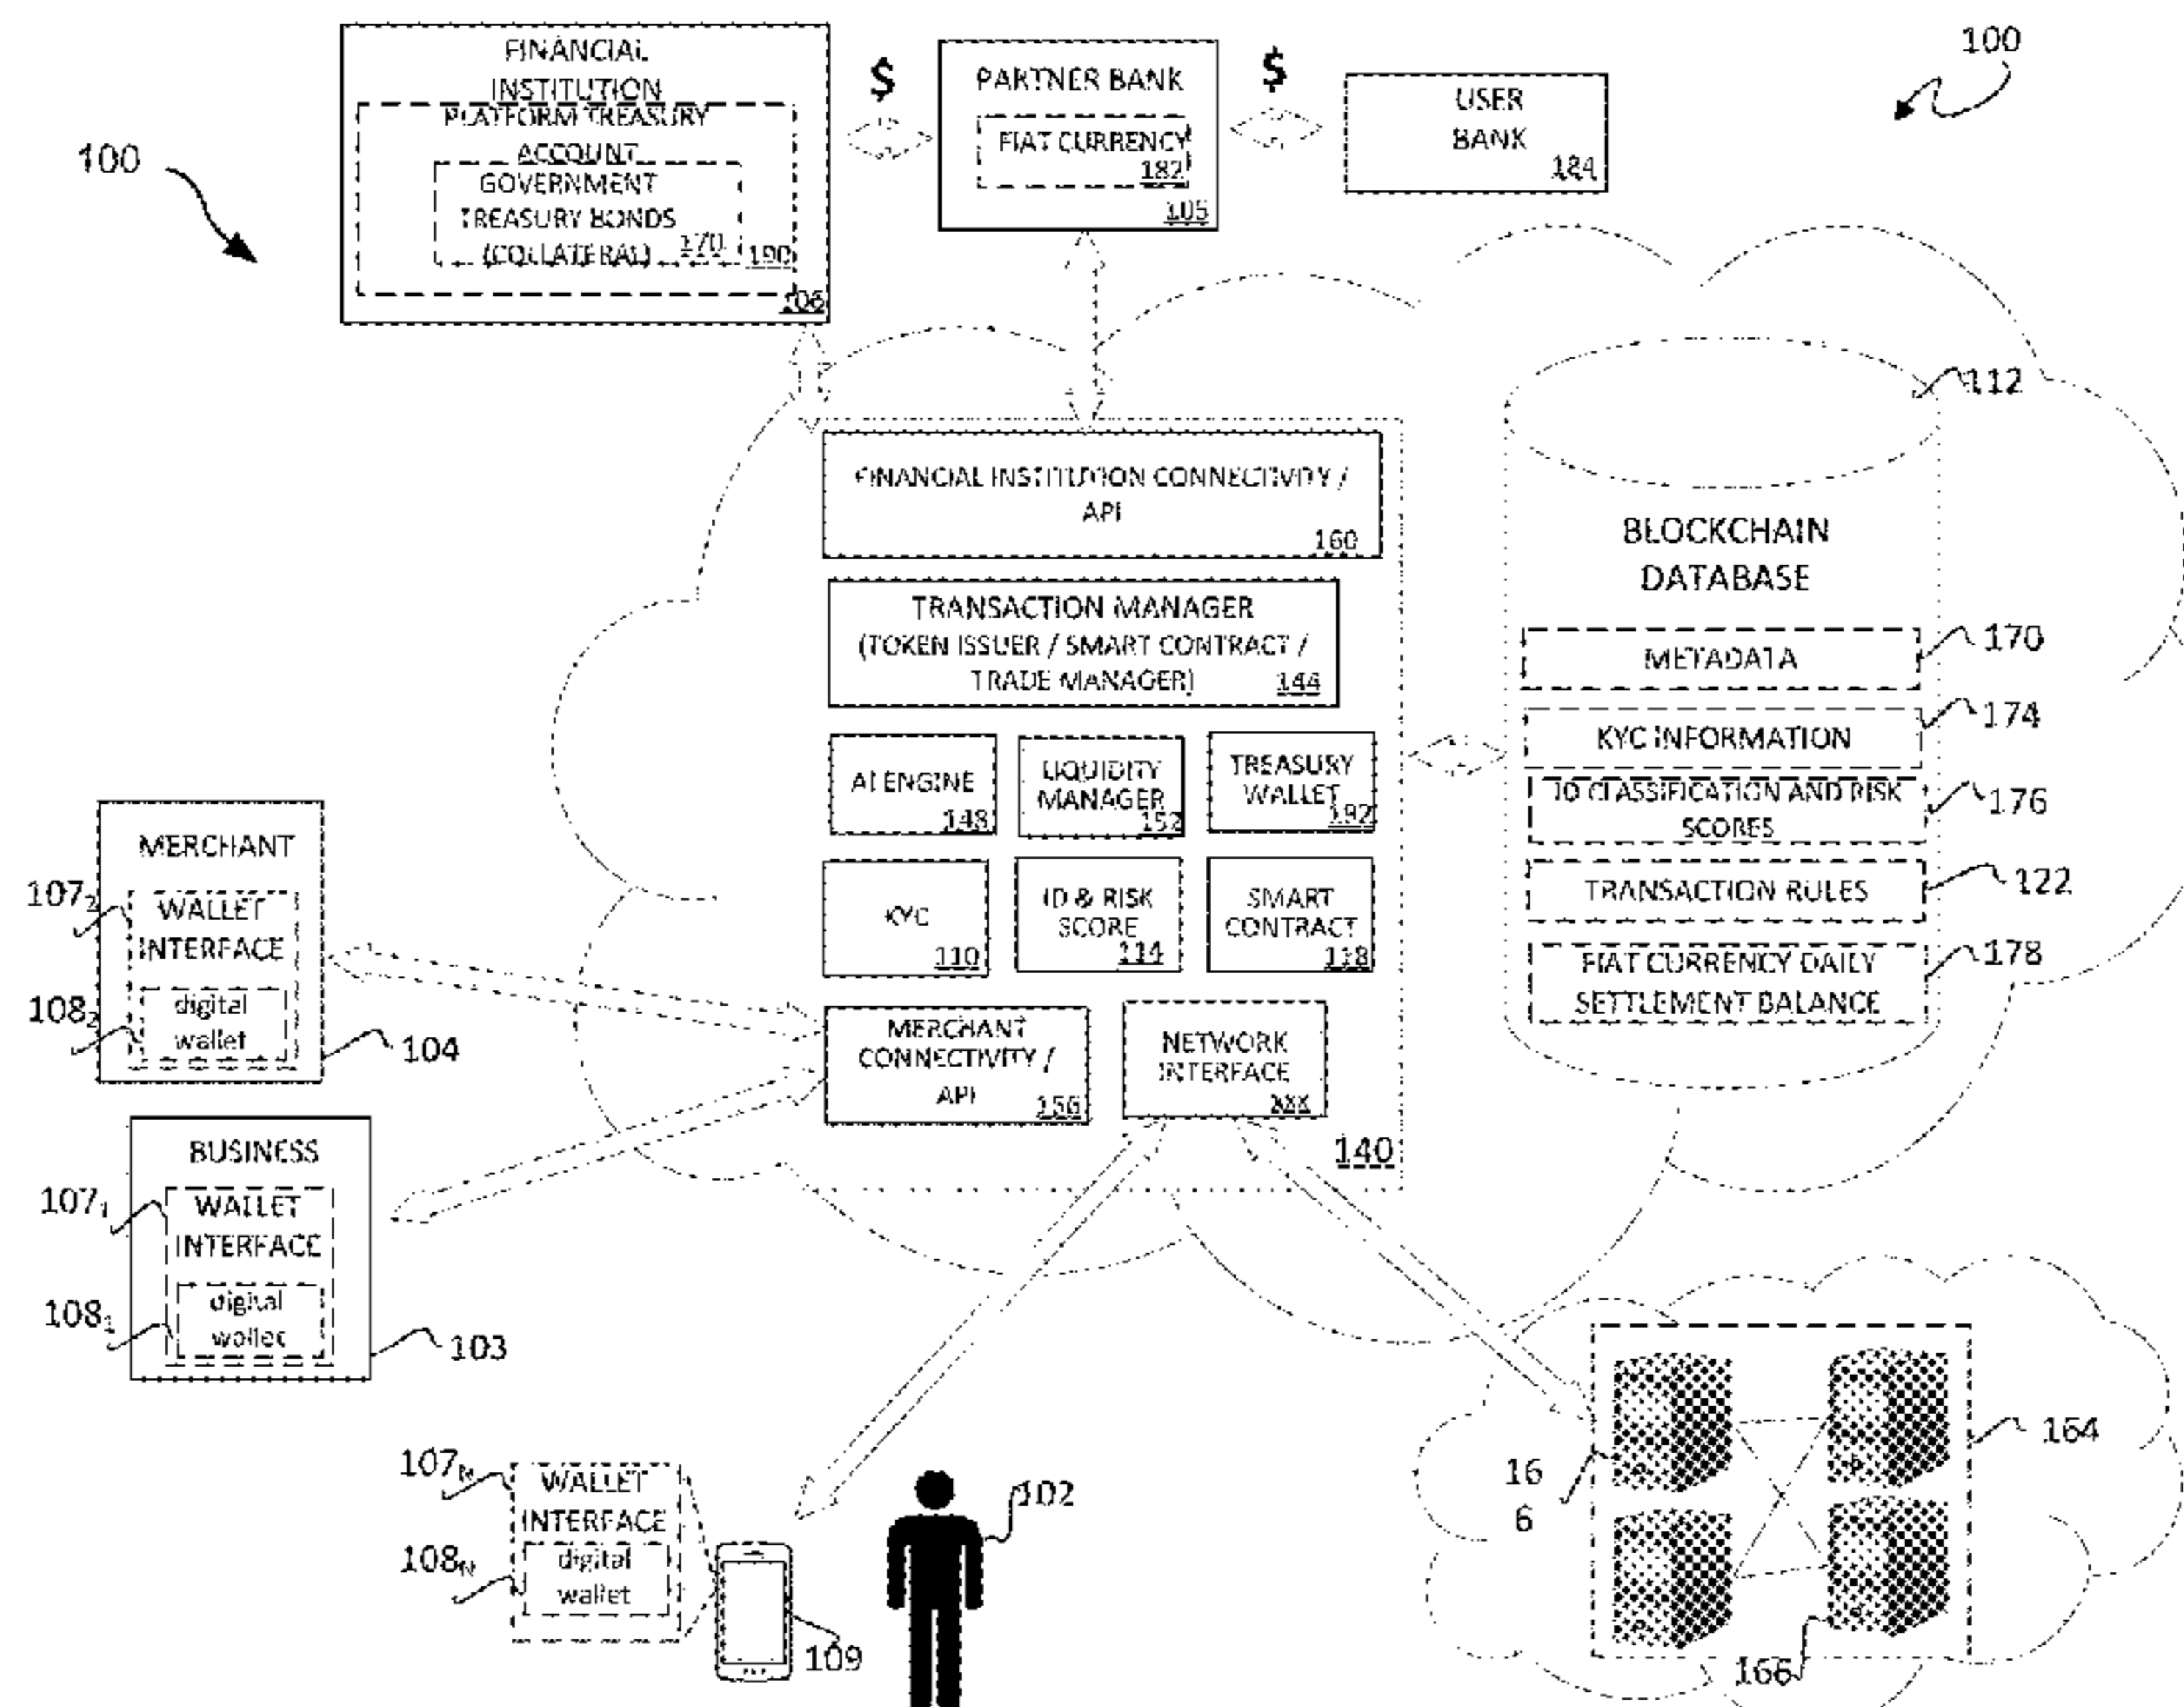 100
FINANCIAL
INSTITUTION
PLATFORM TREASURY
ACCOUNT
GOVERNMENT
TREASURY BONDS
(COLLATERAL) 170
190
106
$
PARTNER BANK
FIAT CURRENCY
182
105
$
USER
BANK
184
100
FINANCIAL INSTITUTION CONNECTIVITY /
API
160
TRANSACTION MANAGER
(TOKEN ISSUER / SMART CONTRACT /
TRADE MANAGER) 144
AI ENGINE
148
LIQUIDITY
MANAGER
152
TREASURY
WALLET
192
KYC
110
ID & RISK
SCORE
114
SMART
CONTRACT
118
MERCHANT
CONNECTIVITY /
API 156
NETWORK
INTERFACE
140
112
BLOCKCHAIN
DATABASE
METADATA
170
KYC INFORMATION
174
ID CLASSIFICATION AND RISK
SCORES
176
TRANSACTION RULES
122
FIAT CURRENCY DAILY
SETTLEMENT BALANCE
178
MERCHANT
107₂
WALLET
INTERFACE
108₂
digital
wallet
104
BUSINESS
107₁
WALLET
INTERFACE
108₁
digital
wallet
103
107N
WALLET
INTERFACE
108N
digital
wallet
109
102
164
16
6
166